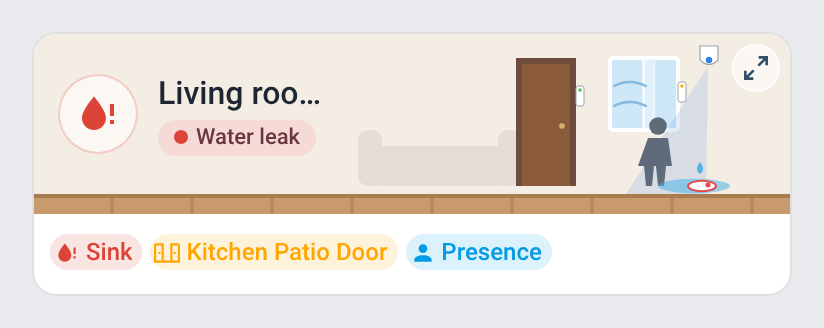 Living roo...
Water leak
Sink
Kitchen Patio Door
Presence